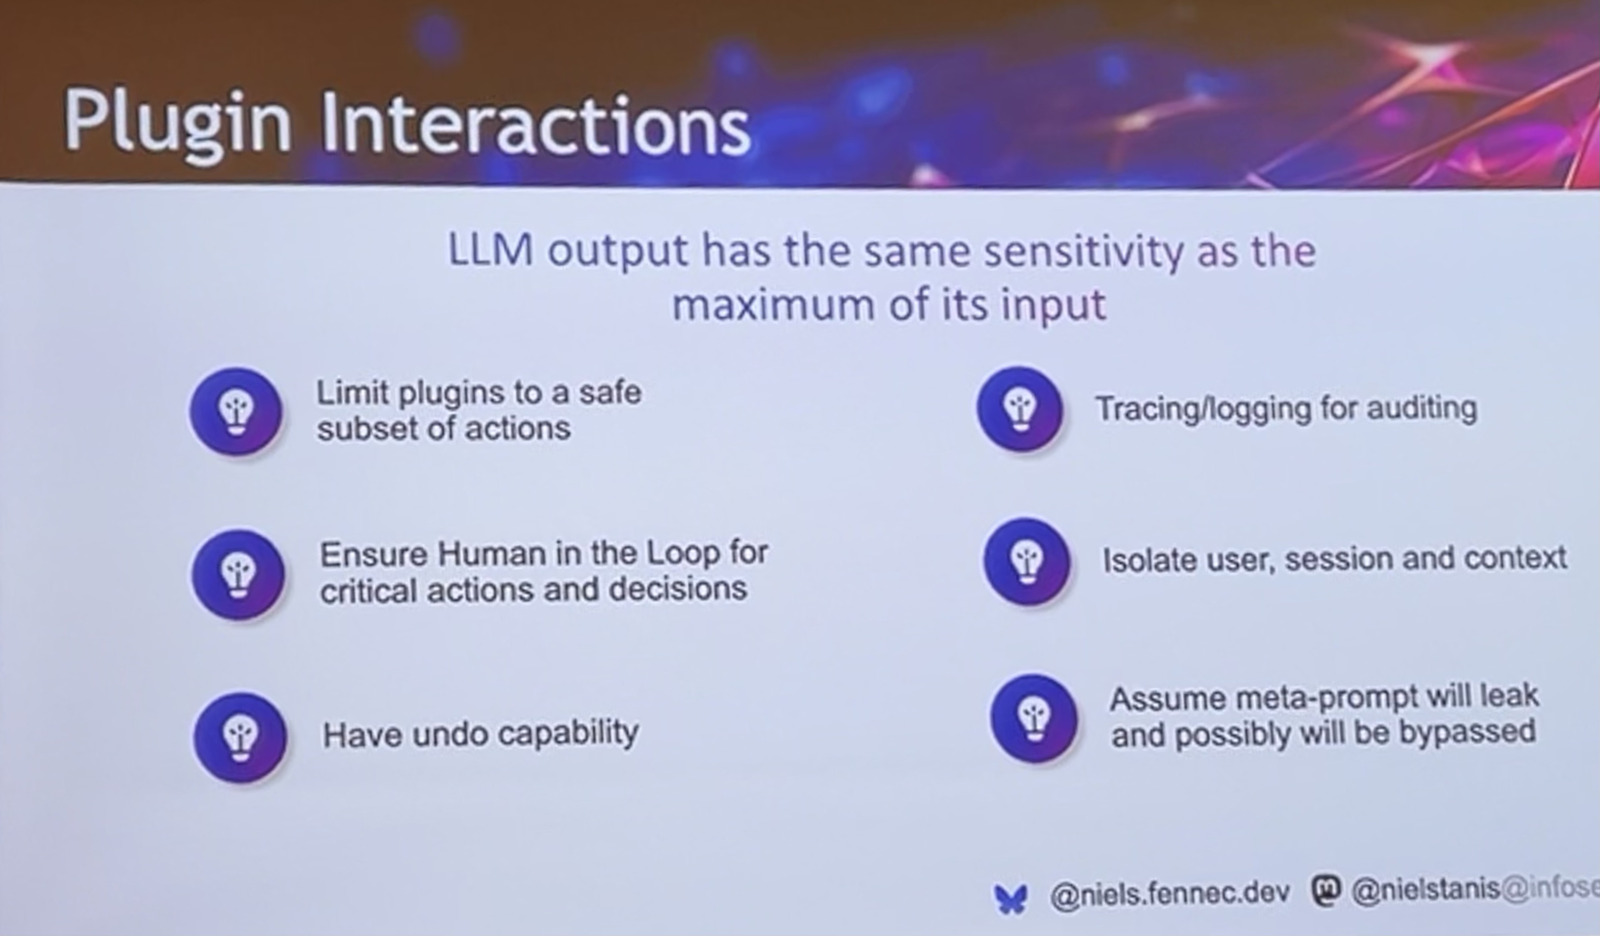 Plugin Interactions
LLM output has the same sensitivity as the
maximum of its input
Limit plugins to a safe
subset of actions
Ensure Human in the Loop for
critical actions and decisions
Have undo capability
Tracing/logging for auditing
Isolate user, session and context
Assume meta-prompt will leak
and possibly will be bypassed
@niels.fennec.dev @nielstanis@infose